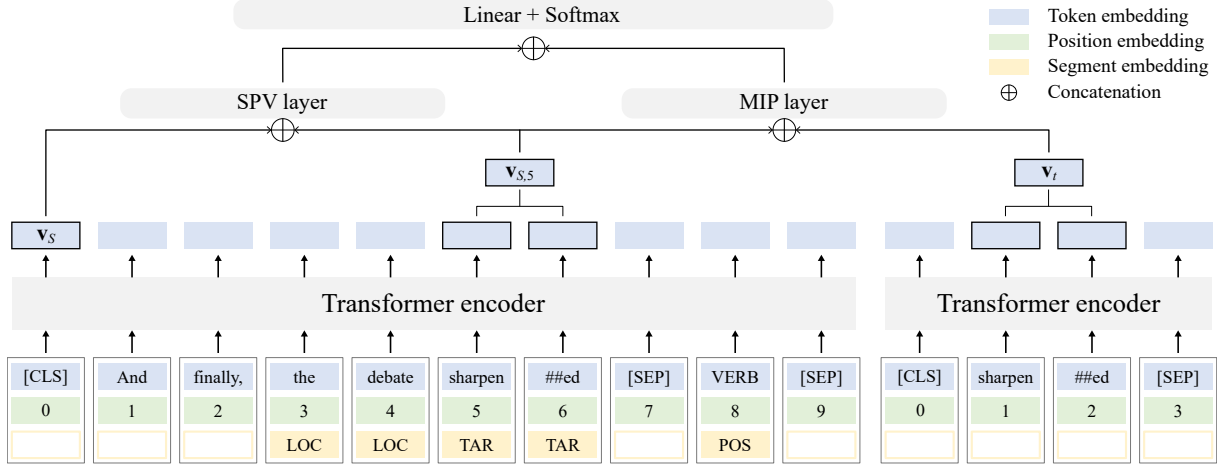 Linear + Softmax
Token embedding
Position embedding
Segment embedding
Concatenation
SPV layer
MIP layer
v_S,5
v_t
v_S
Transformer encoder
Transformer encoder
[CLS] And finally, the debate sharpen ##ed [SEP] VERB [SEP]
0 1 2 3 4 5 6 7 8 9
LOC LOC TAR TAR POS
[CLS] sharpen ##ed [SEP]
0 1 2 3